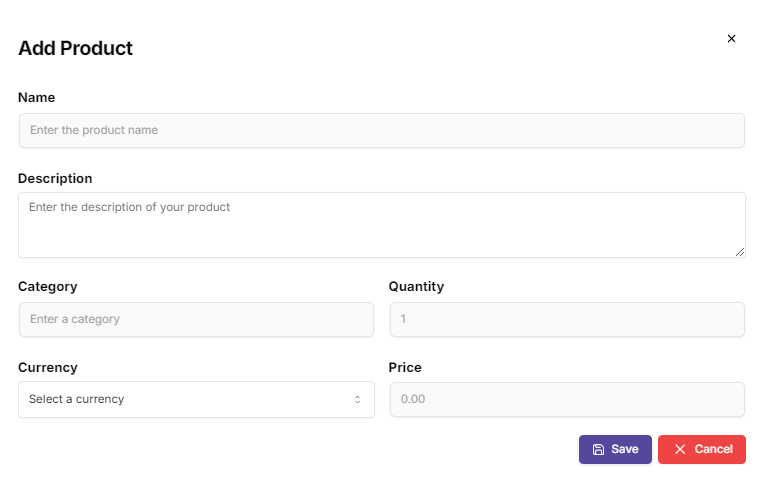 Add Product
Name
Enter the product name
Description
Enter the description of your product
Category
Quantity
Enter a category
1
Currency
Price
Select a currency
0.00
Save
Cancel